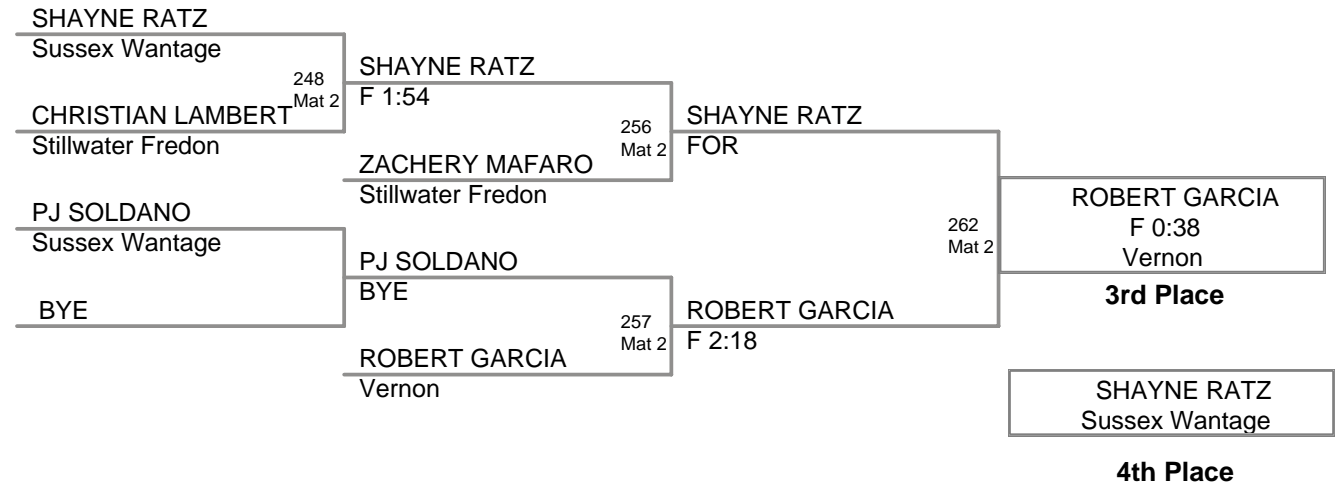 SHAYNE RATZ
Sussex Wantage
248
Mat 2
CHRISTIAN LAMBERT
Stillwater Fredon
PJ SOLDANO
Sussex Wantage
BYE
SHAYNE RATZ
F 1:54
256
Mat 2
ZACHERY MAFARO
Stillwater Fredon
PJ SOLDANO
BYE
257
Mat 2
ROBERT GARCIA
Vernon
SHAYNE RATZ
FOR
262
Mat 2
ROBERT GARCIA
F 2:18
ROBERT GARCIA
F 0:38
Vernon
3rd Place
SHAYNE RATZ
Sussex Wantage
4th Place